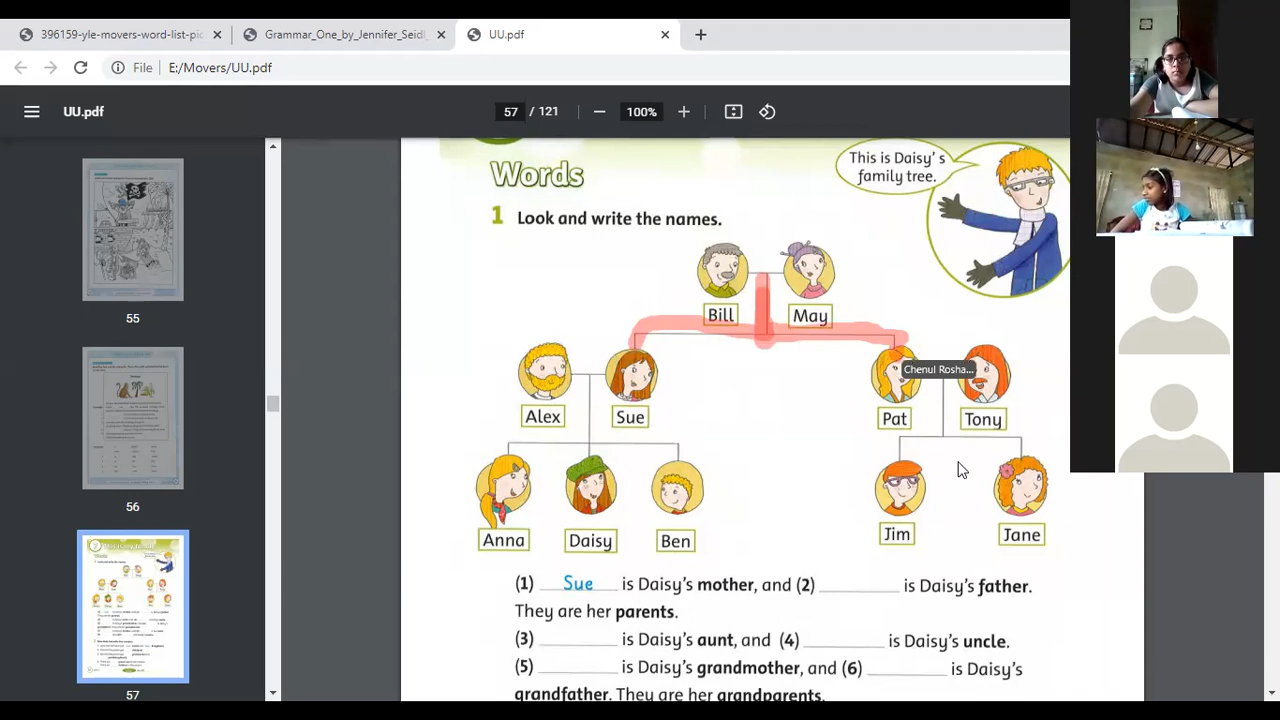 396159-yle-movers-word-list-pic
Grammar_One_by_Jennifer_Seidl_
UU.pdf
File
E:/Movers/UU.pdf
UU.pdf
57 / 121
100%
55
56
57
Words
This is Daisy's
family tree.
1 Look and write the names.
Bill
May
Chenul Rosha...
Alex
Sue
Pat
Tony
Anna
Daisy
Ben
Jim
Jane
(1) Sue is Daisy's mother, and (2) ________ is Daisy's father.
They are her parents.
(3) ________ is Daisy's aunt, and (4) ________ is Daisy's uncle.
(5) ________ is Daisy's grandmother, and (6) ________ is Daisy's
grandfather. They are her grandparents.